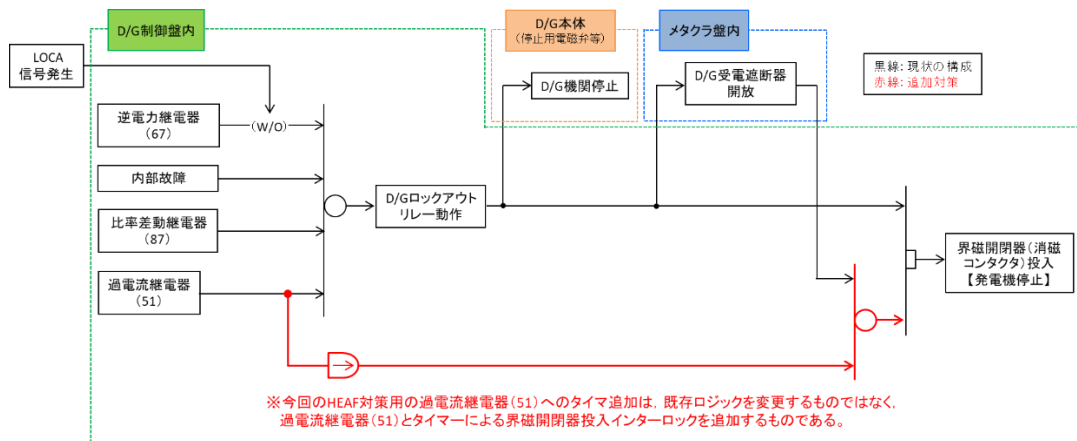 D/G制御盤内
D/G本体
(停止用電磁弁等)
メタクラ盤内
LOCA
信号発生
D/G機関停止
D/G受電遮断器
開放
黒線:現状の構成
赤線:追加対策
逆電力継電器
(67)
(W/O)
内部故障
D/Gロックアウト
リレー動作
比率差動継電器
(87)
界磁開閉器(消磁
コンタクタ)投入
【発電機停止】
過電流継電器
(51)
※今回のHEAF対策用の過電流継電器(51)へのタイマ追加は,既存ロジックを変更するものではなく,
過電流継電器(51)とタイマーによる界磁開閉器投入インターロックを追加するものである。